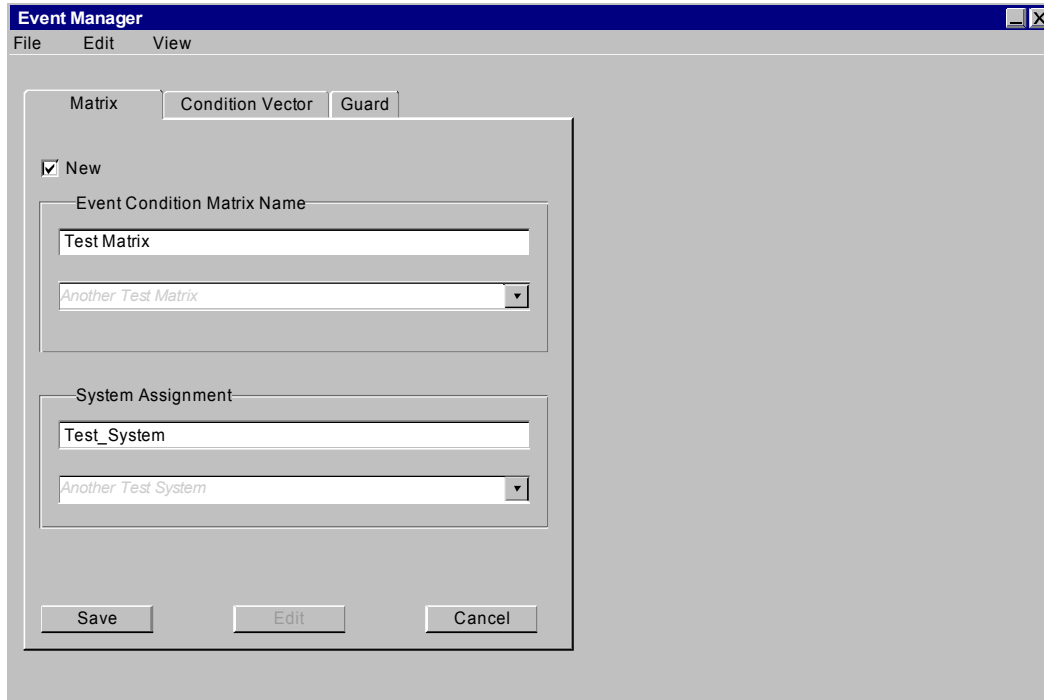 Event Manager
File Edit View
Matrix Condition Vector Guard
New
Event Condition Matrix Name
Test Matrix
Another Test Matrix
System Assignment
Test_System
Another Test System
Save Edit Cancel